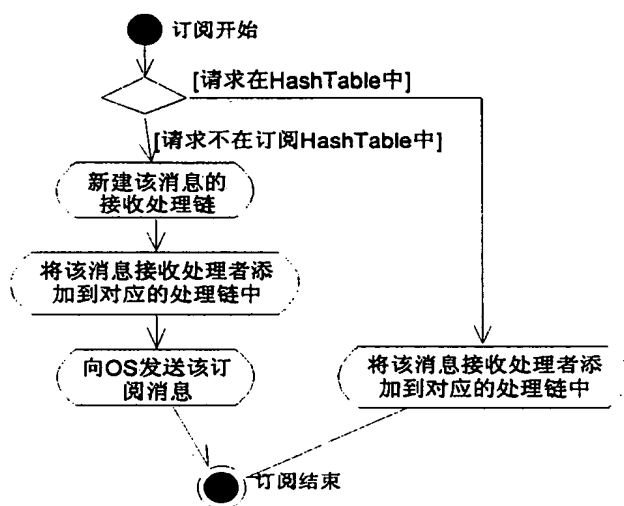 订阅开始
[请求在HashTable中]
[请求不在订阅HashTable中]
新建该消息的
接收处理链
将该消息接收处理者添
加到对应的处理链中
向OS发送该订
阅消息
将该消息接收处理者添
加到对应的处理链中
订阅结束